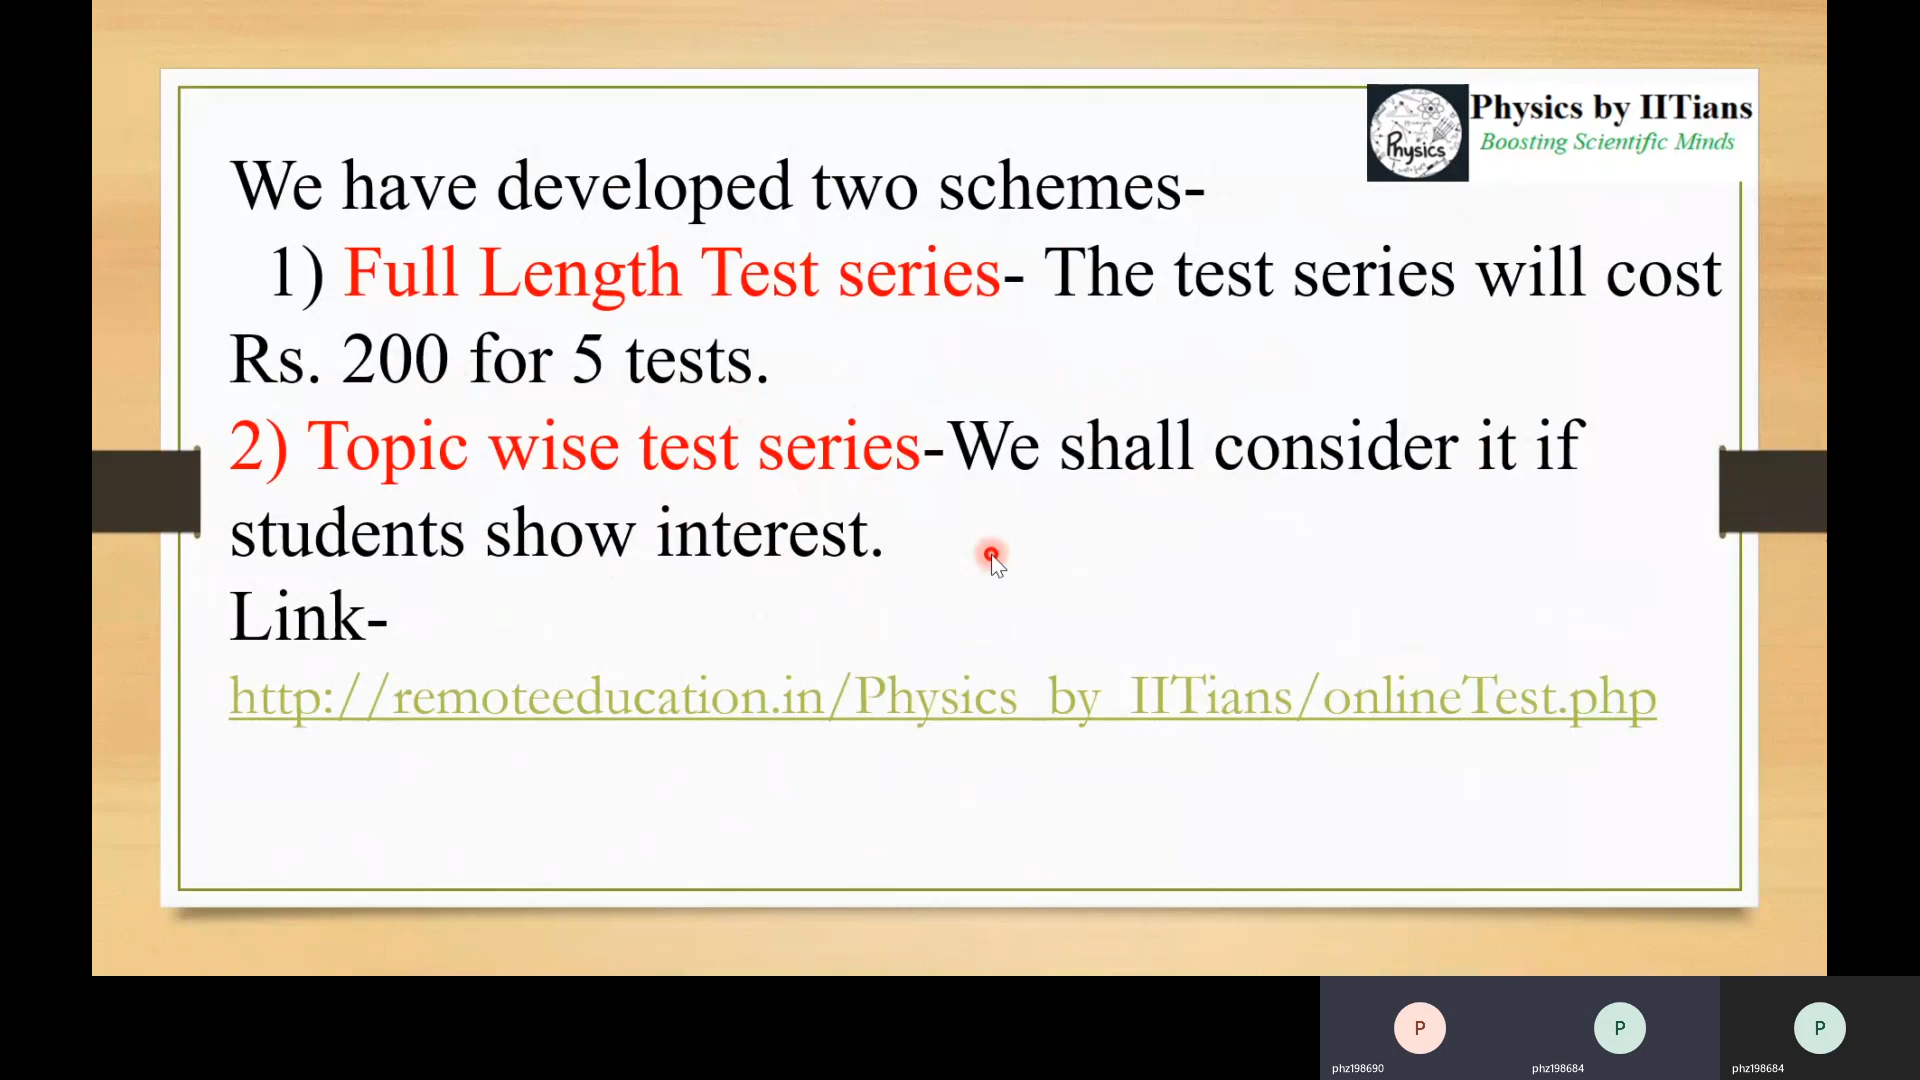 Physics by IITians
Boosting Scientific Minds
Physics
We have developed two schemes-
1) Full Length Test series- The test series will cost
Rs. 200 for 5 tests.
2) Topic wise test series-We shall consider it if
students show interest.
Link-
http://remoteeducation.in/Physics_by_IITians/onlineTest.php
P
P
P
phz198690
phz198684
phz198684